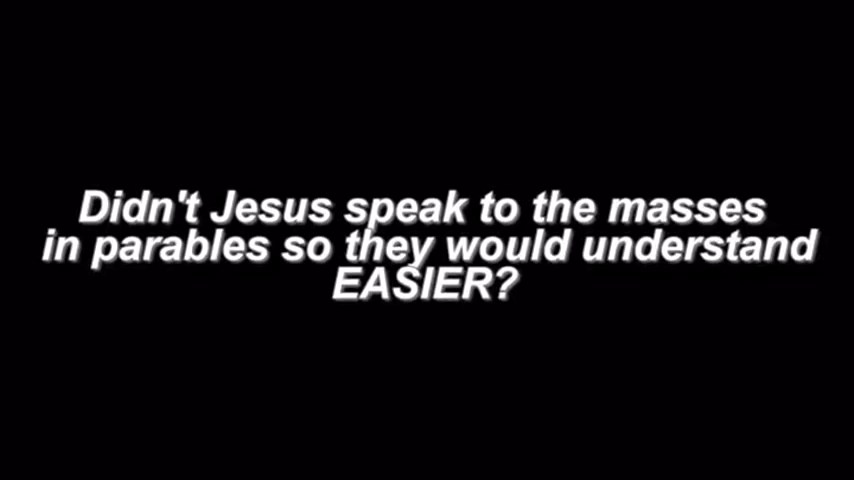 Didn't Jesus speak to the masses
in parables so they would understand
EASIER?